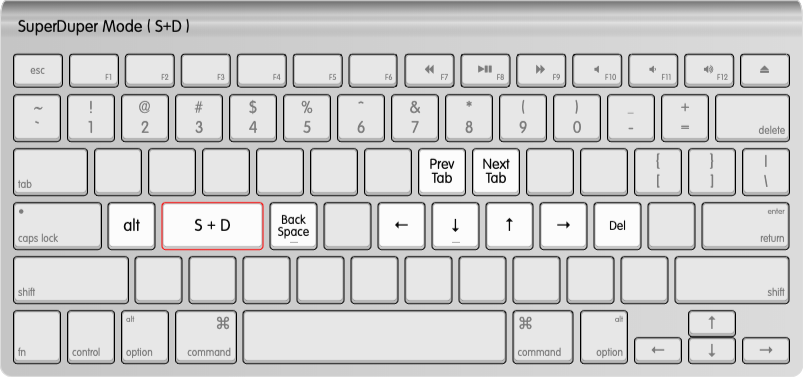 SuperDuper Mode ( S+D )
esc F1 F2 F3 F4 F5 F6 F7 F8 F9 F10 F11 F12
~ ! @ # $ % ^ & * ( ) _ +
` 1 2 3 4 5 6 7 8 9 0 - = delete
Prev Next { } |
tab Tab Tab [ ] \
alt S + D Back ← ↓ ↑ → Del enter
caps lock Space _ _ return
shift shift
alt ⌘ ⌘ alt ↑
fn control option command command option ← ↓ →